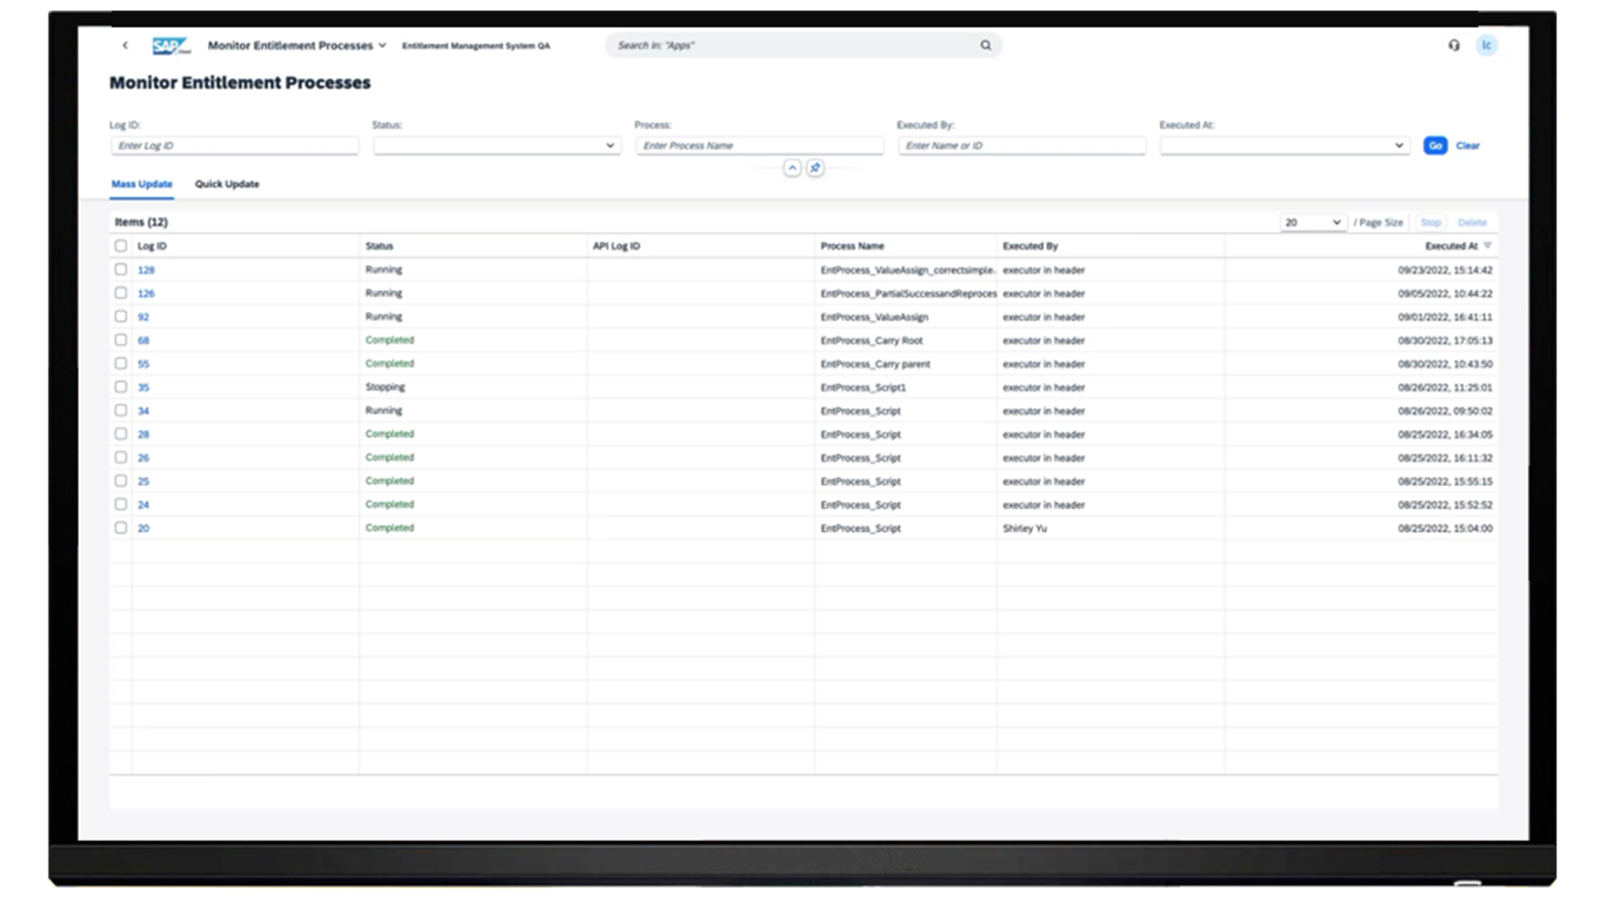 SAP Monitor Entitlement Processes Entitlement Management System QA Search In: "Apps" lc
Monitor Entitlement Processes
Log ID: Status: Process: Executed By: Executed At:
Enter Log ID Enter Process Name Enter Name or ID Go Clear
Mass Update Quick Update
Items (12) 20 / Page Size Stop Delete
Log ID Status API Log ID Process Name Executed By Executed At
128 Running EntProcess_ValueAssign_correctsimple. executor in header 09/23/2022, 15:14:42
126 Running EntProcess_PartialSuccessandReproces executor in header 09/05/2022, 10:44:22
92 Running EntProcess_ValueAssign executor in header 09/01/2022, 16:41:11
68 Completed EntProcess_Carry Root executor in header 08/30/2022, 17:05:13
55 Completed EntProcess_Carry parent executor in header 08/30/2022, 10:43:50
35 Stopping EntProcess_Script1 executor in header 08/26/2022, 11:25:01
34 Running EntProcess_Script executor in header 08/26/2022, 09:50:02
28 Completed EntProcess_Script executor in header 08/25/2022, 16:34:05
26 Completed EntProcess_Script executor in header 08/25/2022, 16:11:32
25 Completed EntProcess_Script executor in header 08/25/2022, 15:55:15
24 Completed EntProcess_Script executor in header 08/25/2022, 15:52:52
20 Completed EntProcess_Script Shirley Yu 08/25/2022, 15:04:00